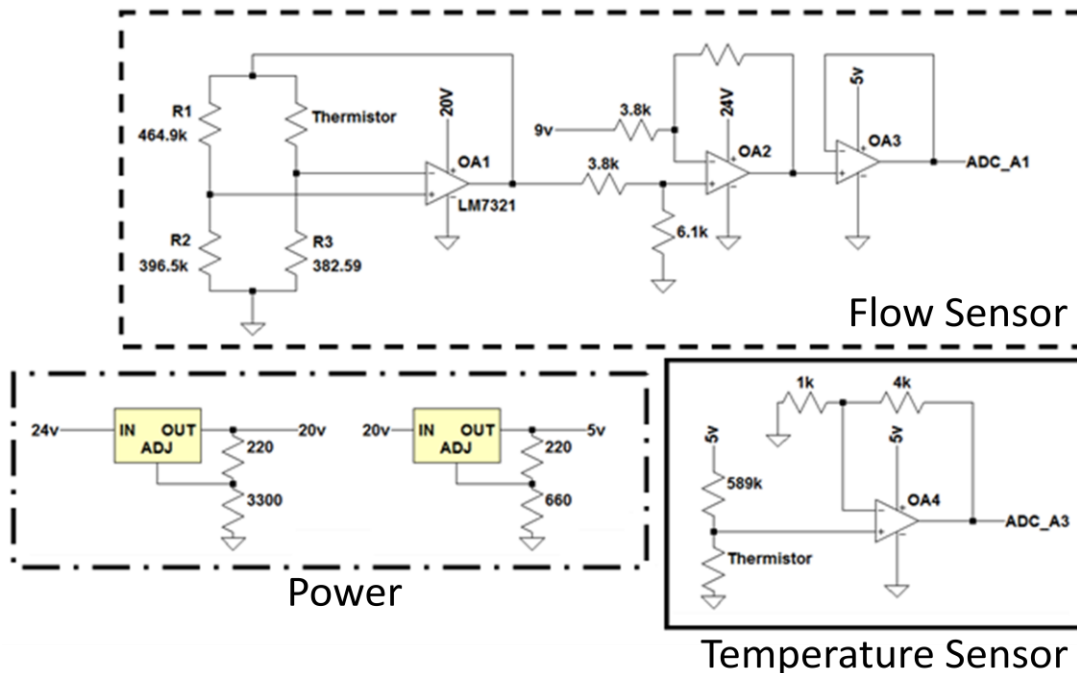 R1
464.9k
Thermistor
20V
OA1
LM7321
R2
396.5k
R3
382.59
9v
3.8k
3.8k
6.1k
24V
OA2
5v
OA3
ADC_A1
Flow Sensor
24v
IN OUT
ADJ
20v
220
3300
20v
IN OUT
ADJ
5v
220
660
Power
1k
4k
5v
589k
Thermistor
5v
OA4
ADC_A3
Temperature Sensor